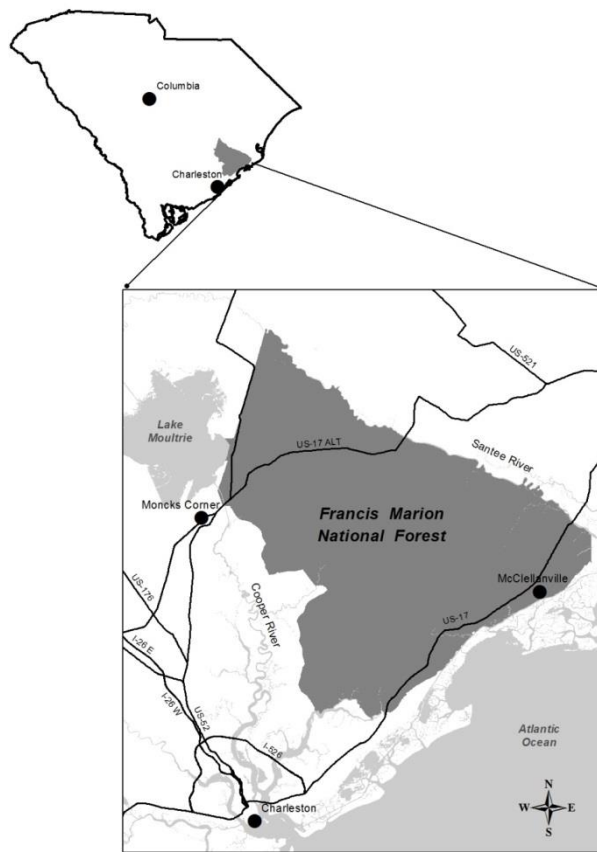 Columbia
Charleston
US-521
Lake
Moultrie
US-17 ALT
Santee River
Moncks Corner
Francis Marion
National Forest
McClellanville
US-176
Cooper River
US-17
I-26 E
I-26 W
US-52
I-526
Atlantic
Ocean
Charleston
N
W
E
S